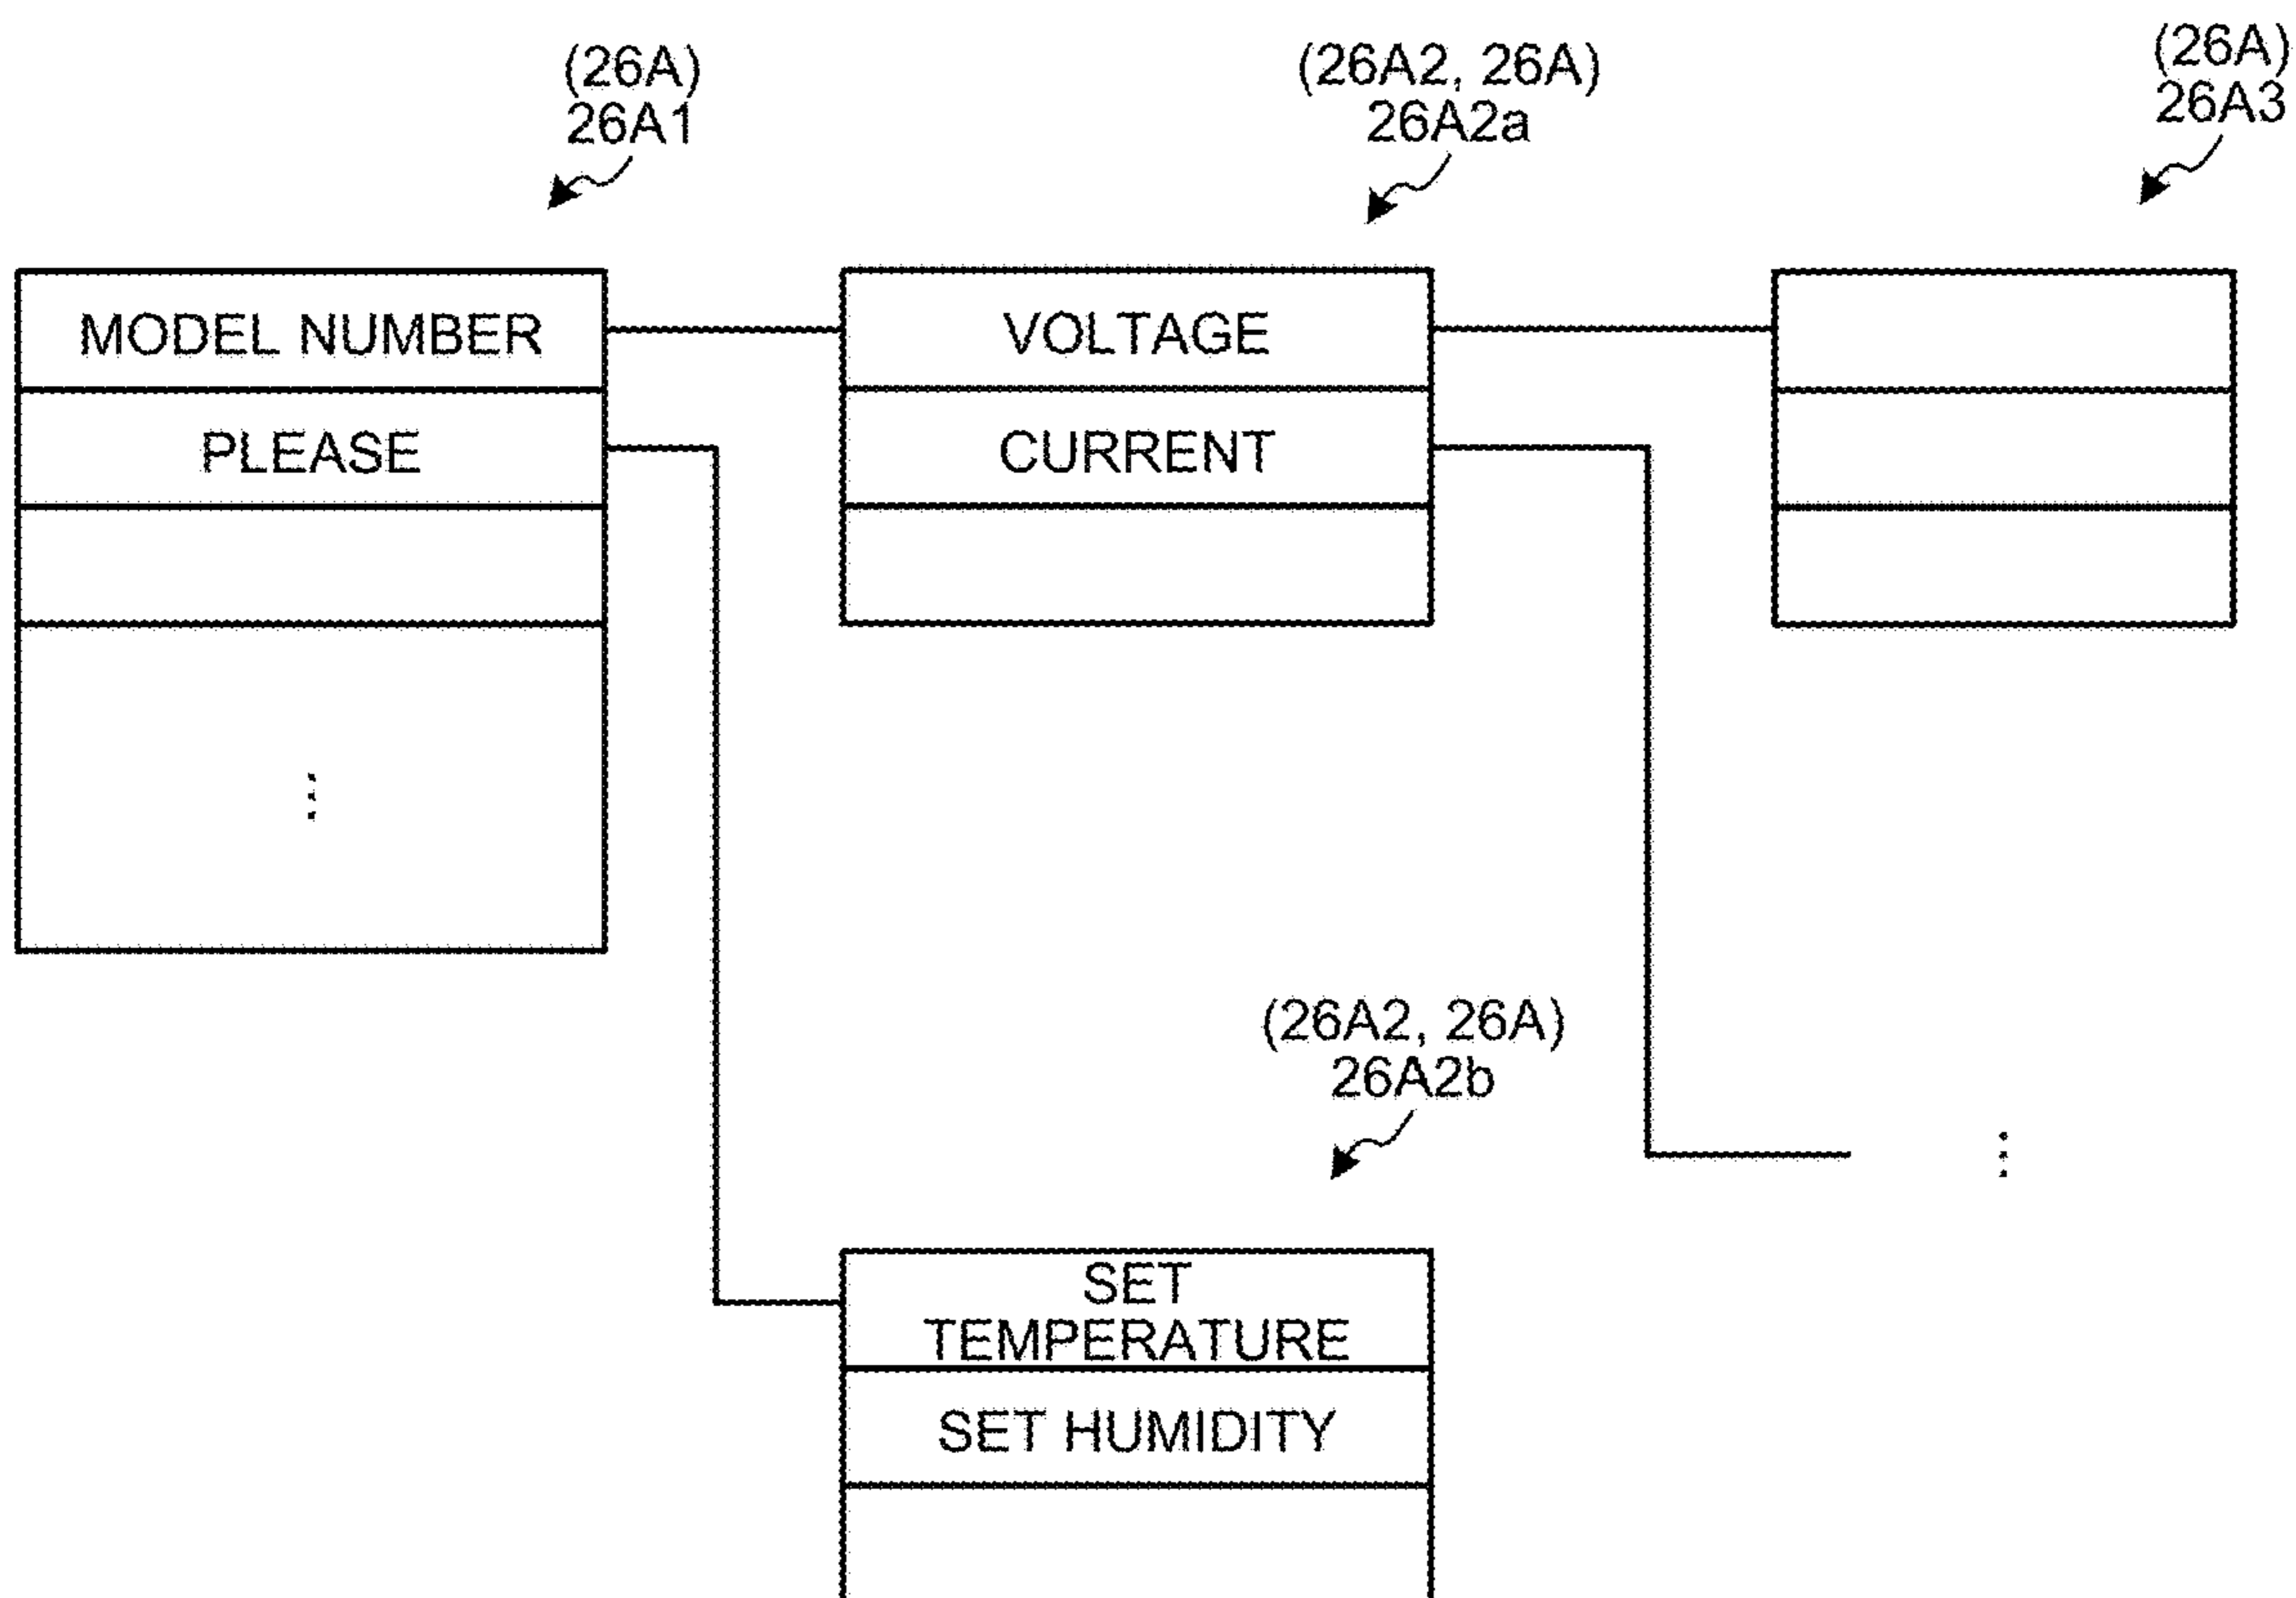 (26A)
26A1
(26A2, 26A)
26A2a
(26A)
26A3
MODEL NUMBER
PLEASE
VOLTAGE
CURRENT
(26A2, 26A)
26A2b
SET
TEMPERATURE
SET HUMIDITY